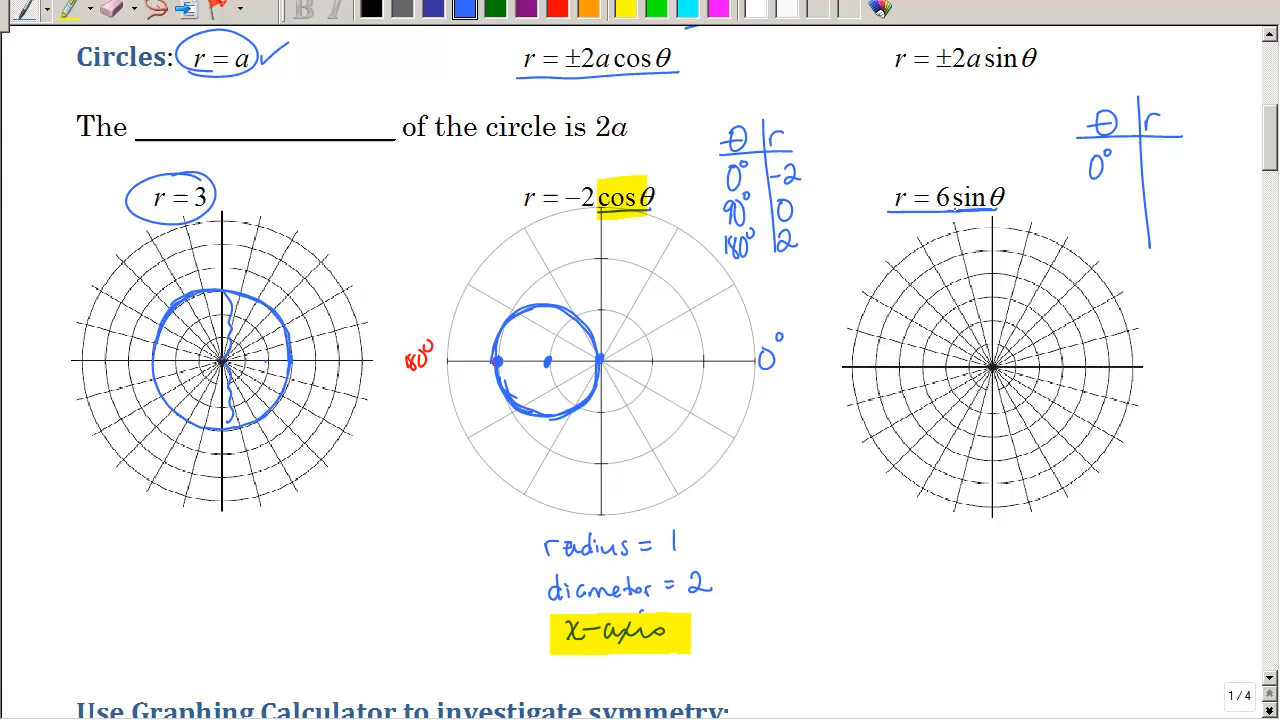 B I
Circles: r = a ✓ r = ±2a cos θ r = ±2a sin θ
The ____________________ of the circle is 2a
θ r
0° -2
90° 0
180° 2
θ r
0°
r = 3 r = −2 cos θ r = 6 sin θ
180° 0°
radius = 1
diameter = 2
x-axis
Use Graphing Calculator to investigate symmetry:
1 / 4